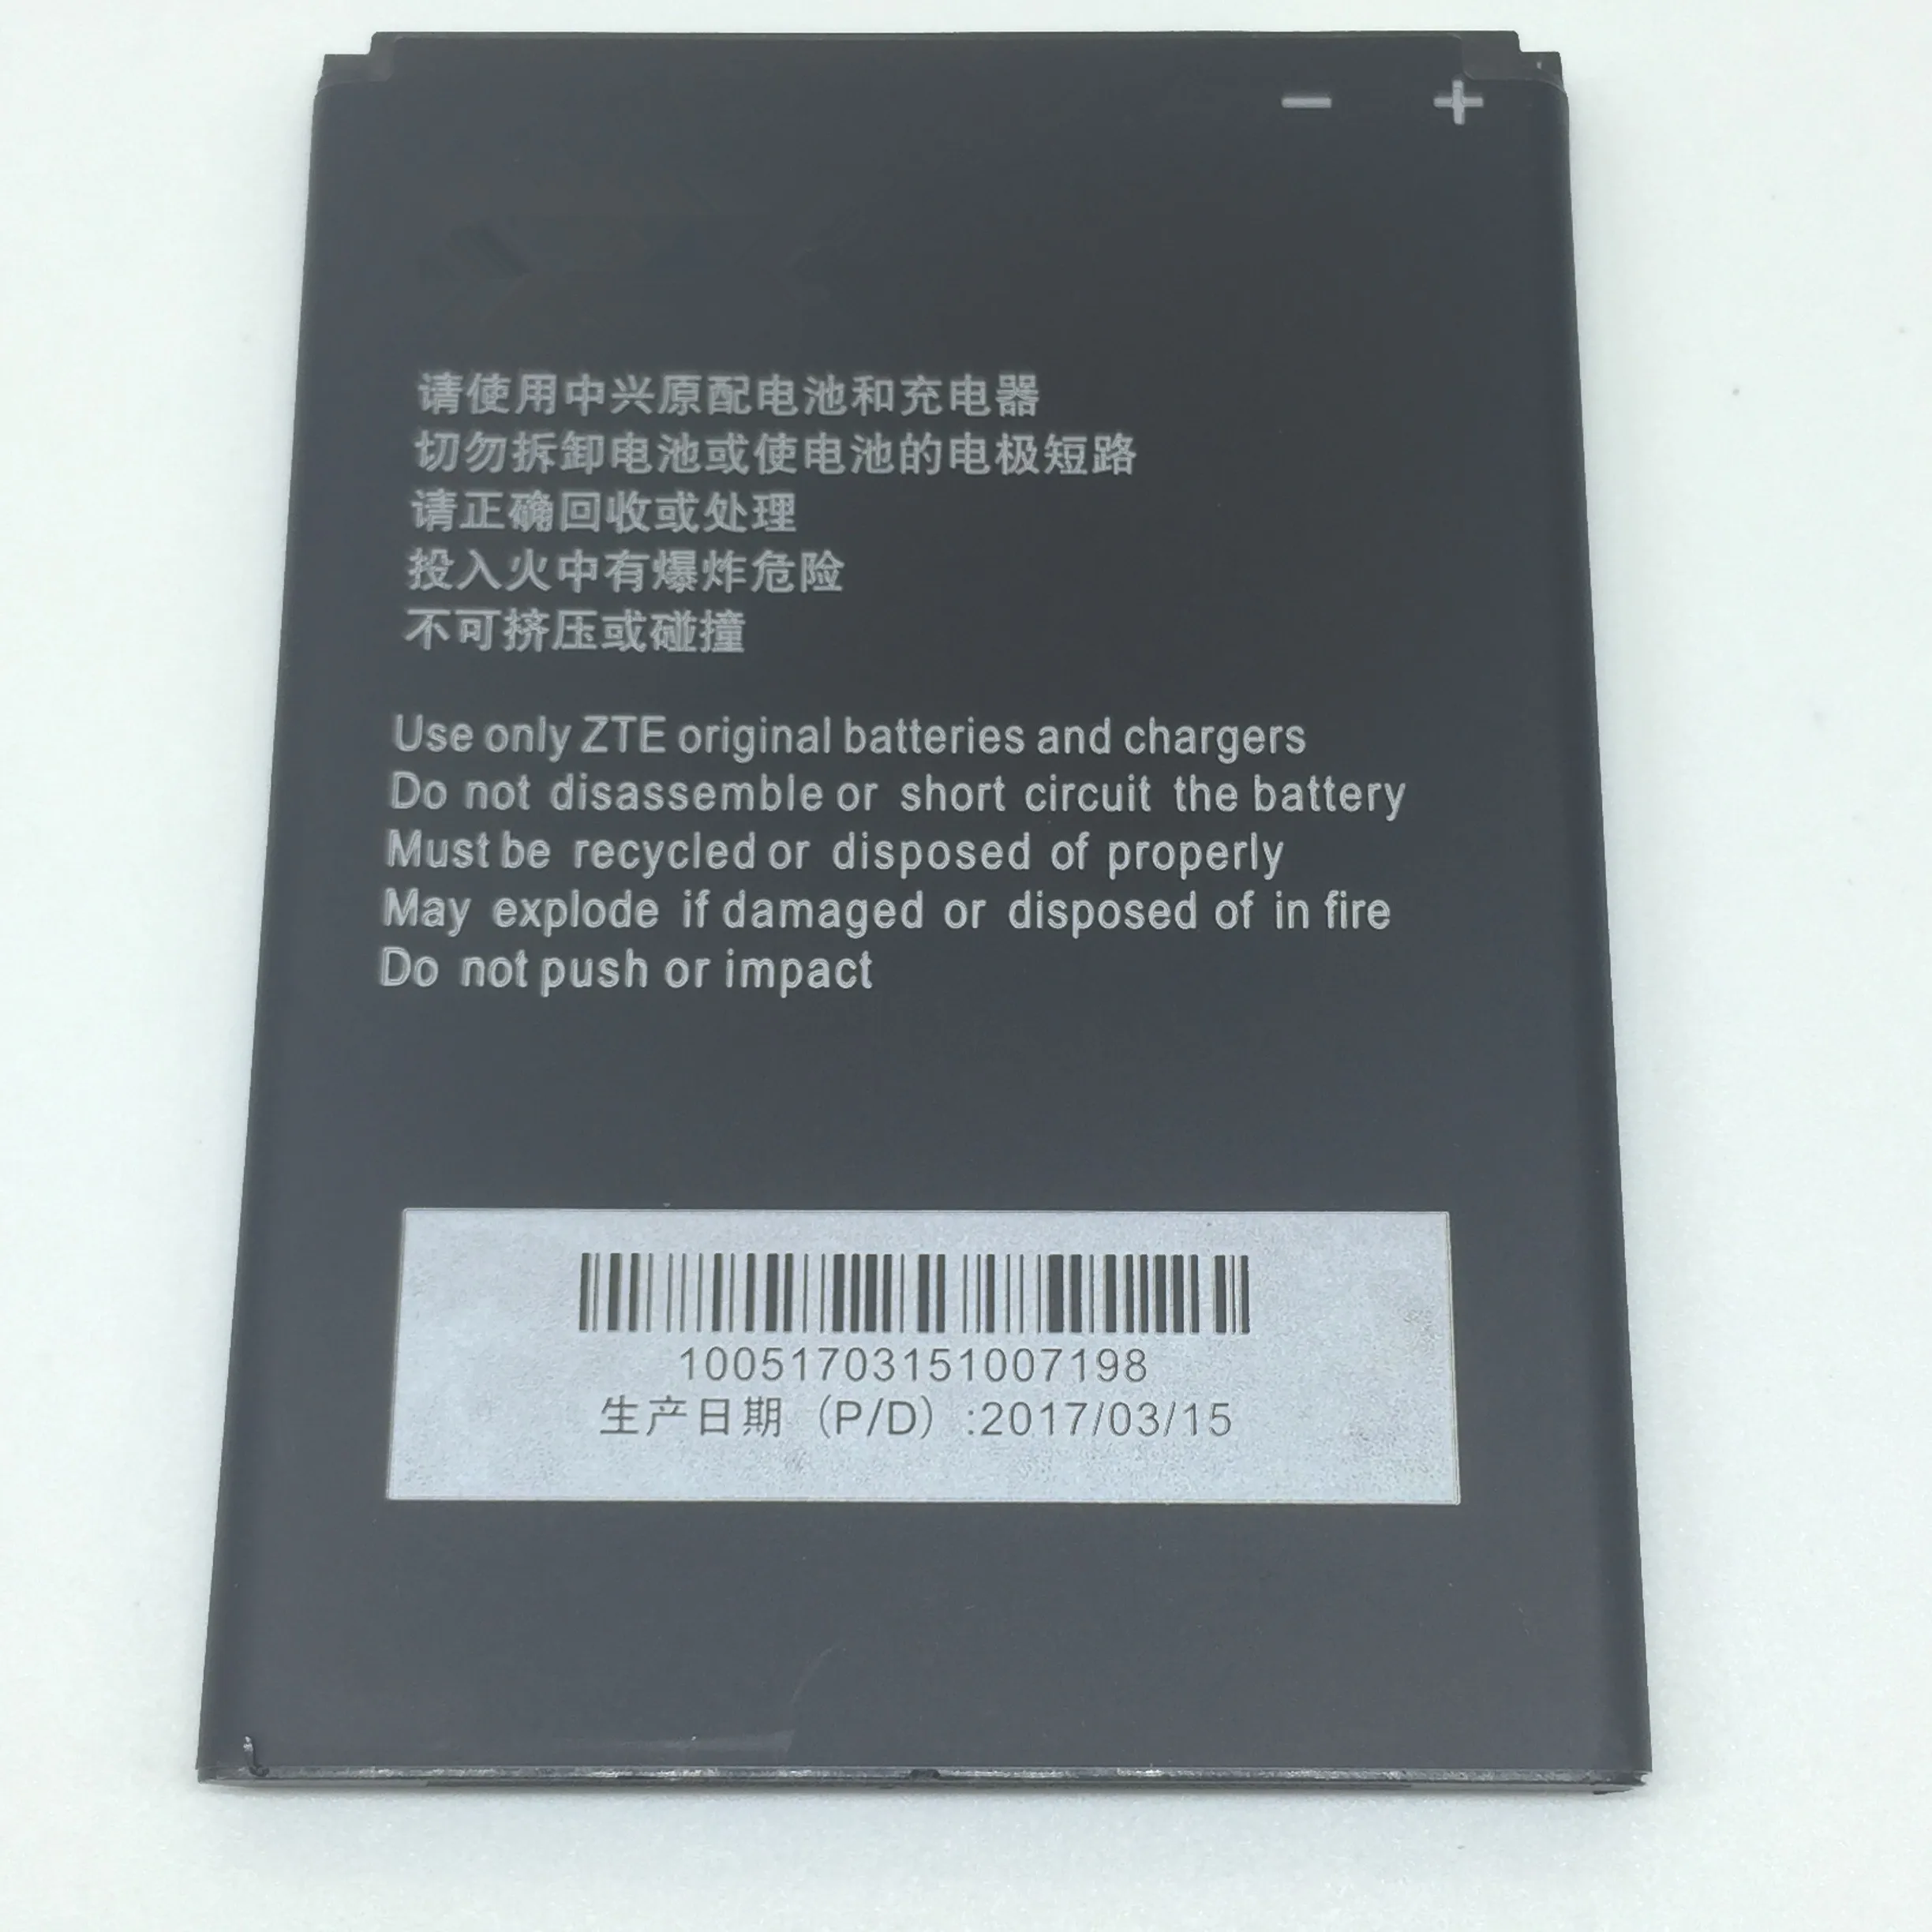 − +
请使用中兴原配电池和充电器
切勿拆卸电池或使电池的电极短路
请正确回收或处理
投入火中有爆炸危险
不可挤压或碰撞
Use only ZTE original batteries and chargers
Do not disassemble or short circuit the battery
Must be recycled or disposed of properly
May explode if damaged or disposed of in fire
Do not push or impact
10051703151007198
生产日期 (P/D) :2017/03/15